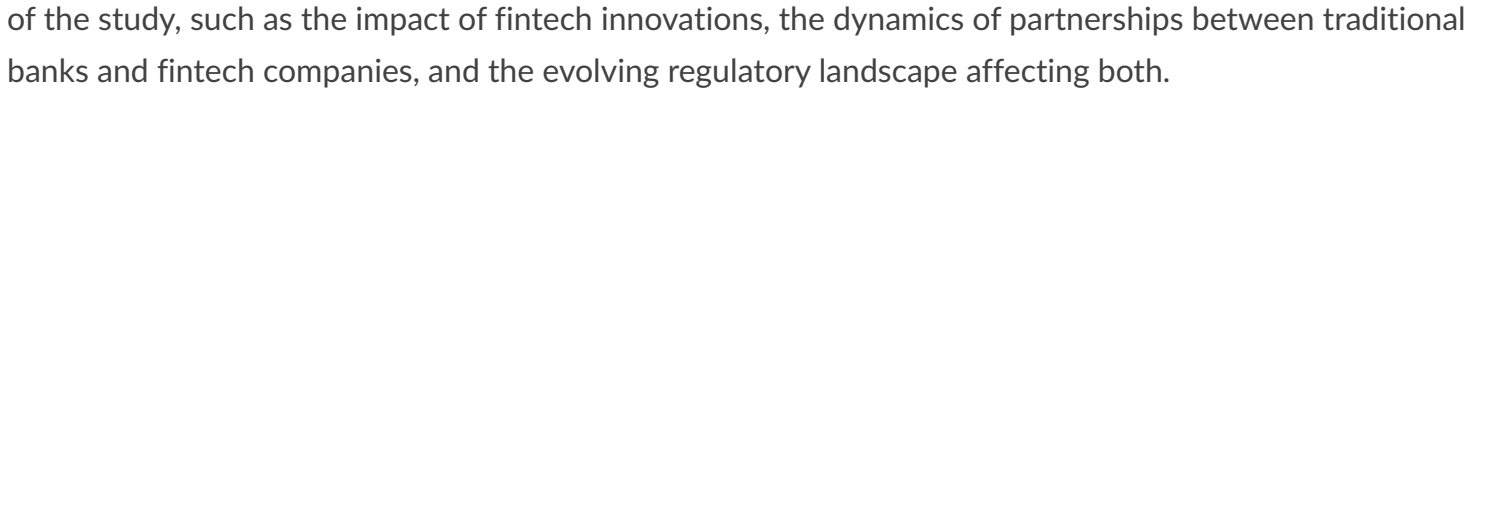 of the study, such as the impact of fintech innovations, the dynamics of partnerships between traditional
banks and fintech companies, and the evolving regulatory landscape affecting both.